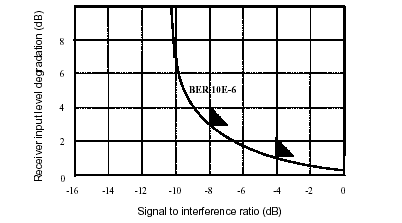 Receiver input level degradation (dB)
8
6
4
2
0
BER 10E-6
-16 -14 -12 -10 -8 -6 -4 -2 0
Signal to interference ratio (dB)